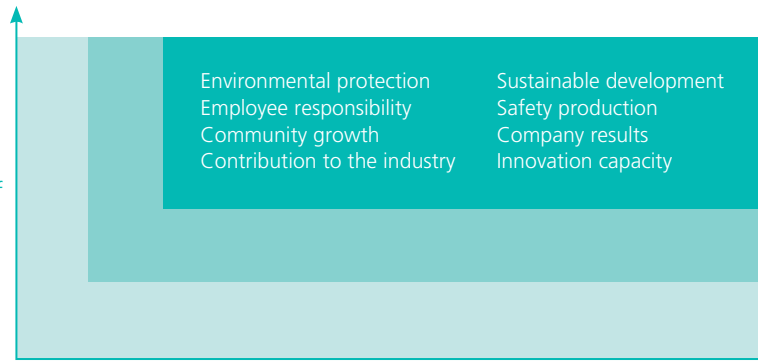 Environmental protection
Employee responsibility
Community growth
Contribution to the industry
Sustainable development
Safety production
Company results
Innovation capacity